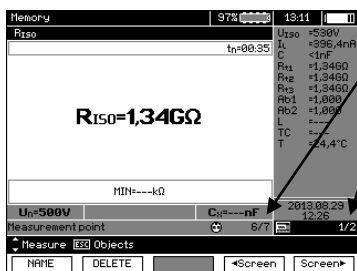 Memory 97% 13:11
RISO
tn=00:35
RISO=1,34GΩ
MIN=---kΩ
Un=500V Cx=---nF
UISO =530V
IL =396,4nA
C <1nF
Rt1 =1,34GΩ
Rt2 =1,34GΩ
Rt3 =1,34GΩ
Ab1 =1,000
Ab2 =1,000
L =---
TC =---
T =24,4°C
2013.08.29
12:26
Measurement point 6/7 1/2
Measure ESC Objects
NAME DELETE ◄Screen Screen►